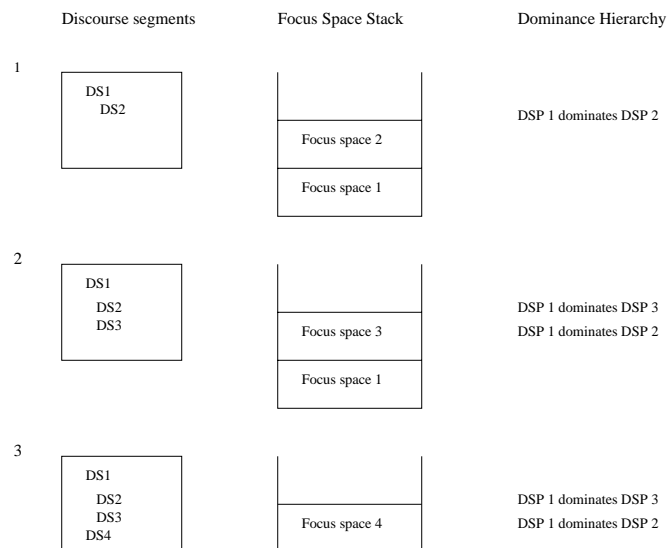 Discourse segments Focus Space Stack Dominance Hierarchy
1
DS1
DS2
DSP 1 dominates DSP 2
Focus space 2
Focus space 1
2
DS1
DS2
DS3
DSP 1 dominates DSP 3
Focus space 3
DSP 1 dominates DSP 2
Focus space 1
3
DS1
DS2
DS3
DS4
DSP 1 dominates DSP 3
Focus space 4
DSP 1 dominates DSP 2